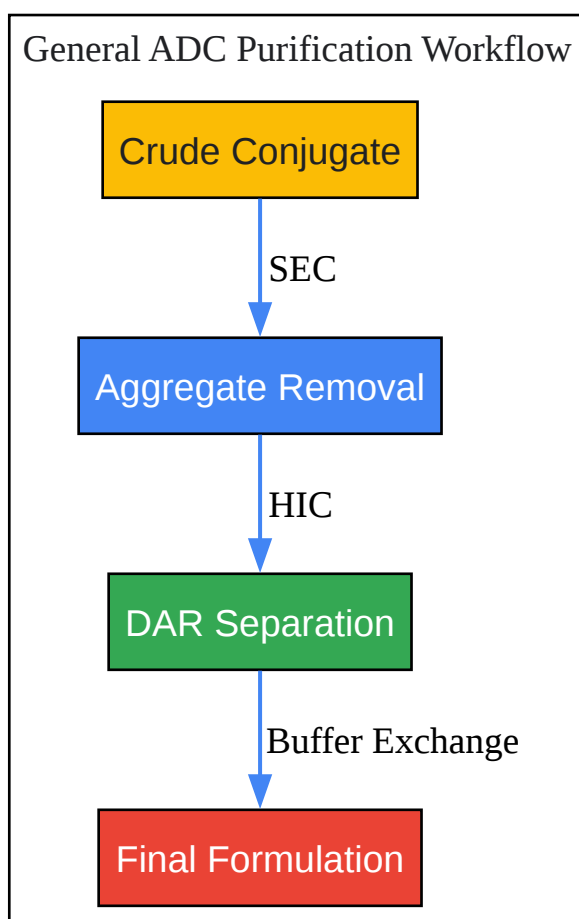 General ADC Purification Workflow
Crude Conjugate
SEC
Aggregate Removal
HIC
DAR Separation
Buffer Exchange
Final Formulation